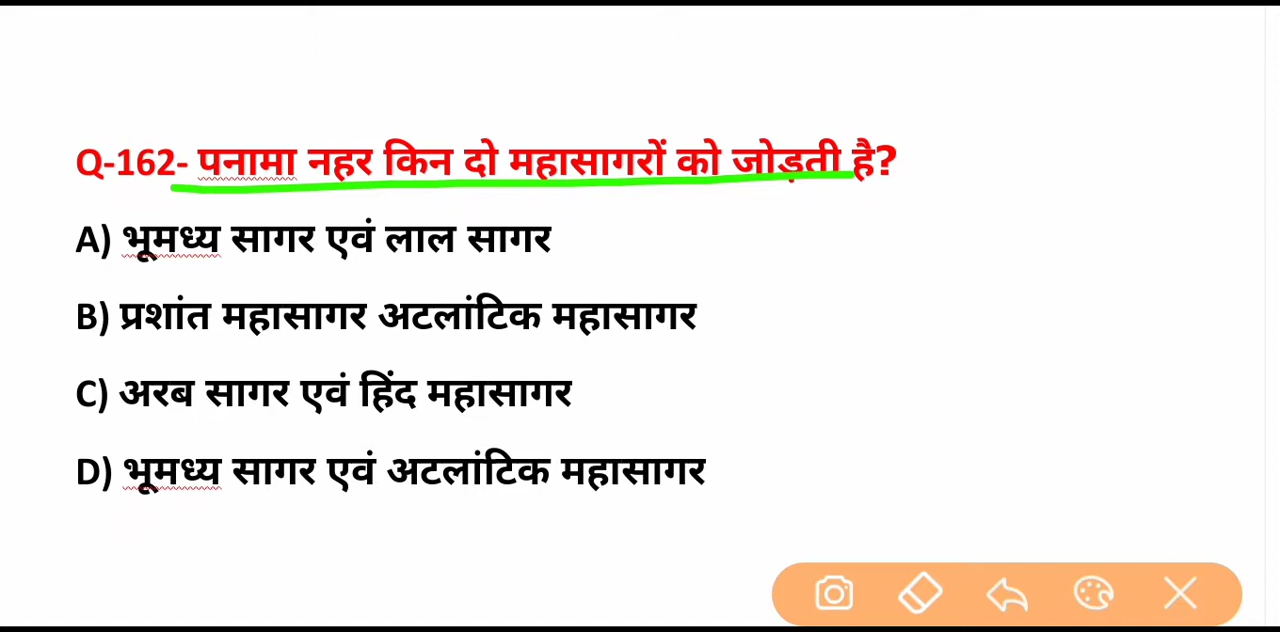 Q-162- पनामा नहर किन दो महासागरों को जोड़ती है?
A) भूमध्य सागर एवं लाल सागर
B) प्रशांत महासागर अटलांटिक महासागर
C) अरब सागर एवं हिंद महासागर
D) भूमध्य सागर एवं अटलांटिक महासागर